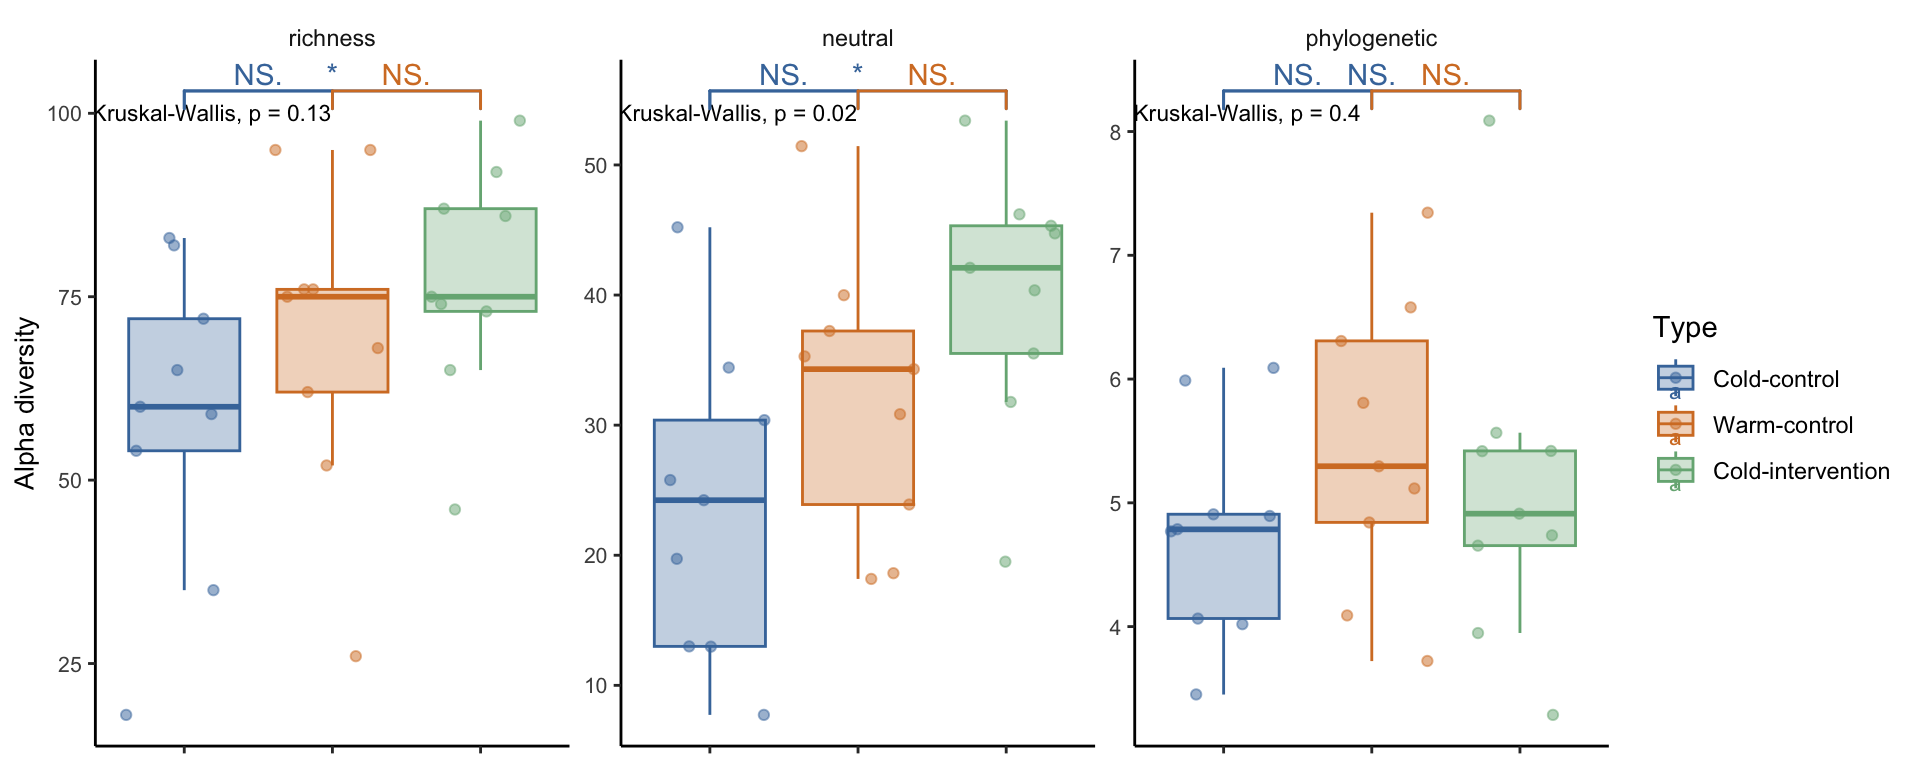 richness
neutral
phylogenetic
NS. * NS.
NS. * NS.
NS. NS. NS.
Kruskal-Wallis, p = 0.13
Kruskal-Wallis, p = 0.02
Kruskal-Wallis, p = 0.4
Alpha diversity
100
75
50
25
50
40
30
20
10
8
7
6
5
4
Type
a Cold-control
a Warm-control
a Cold-intervention